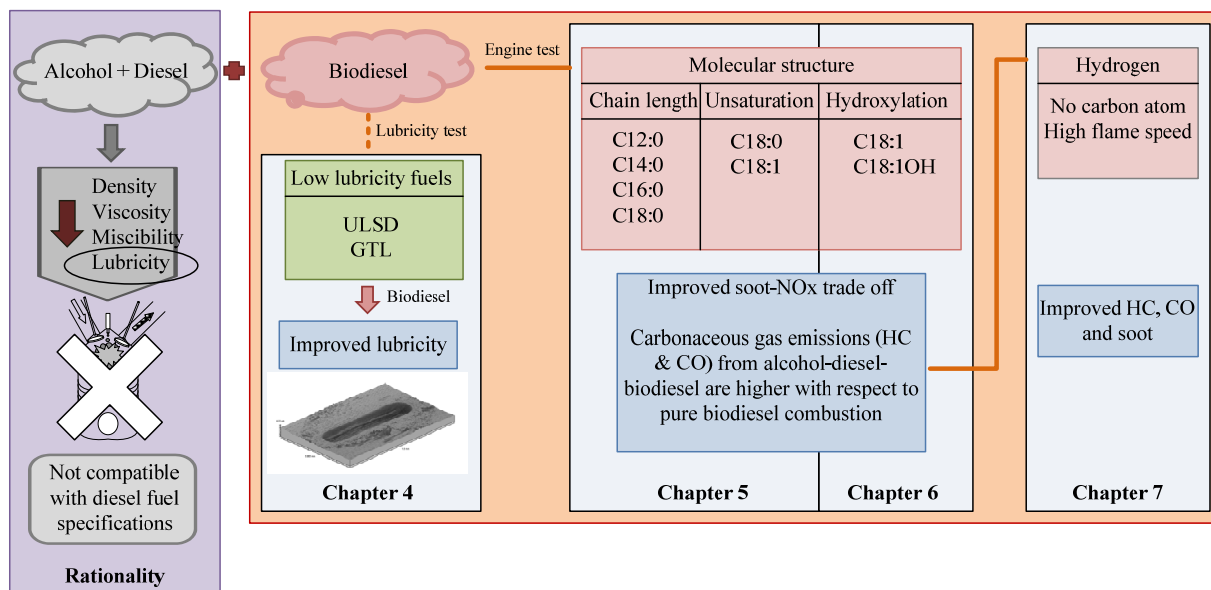 Alcohol + Diesel
Density
Viscosity
Miscibility
Lubricity
Not compatible
with diesel fuel
specifications
Rationality
Biodiesel
Engine test
Lubricity test
Low lubricity fuels
ULSD
GTL
Biodiesel
Improved lubricity
Chapter 4
Molecular structure
Chain length
C12:0
C14:0
C16:0
C18:0
Unsaturation
C18:0
C18:1
Hydroxylation
C18:1
C18:1OH
Improved soot-NOx trade off
Carbonaceous gas emissions (HC
& CO) from alcohol-diesel-
biodiesel are higher with respect to
pure biodiesel combustion
Chapter 5
Chapter 6
Hydrogen
No carbon atom
High flame speed
Improved HC, CO
and soot
Chapter 7